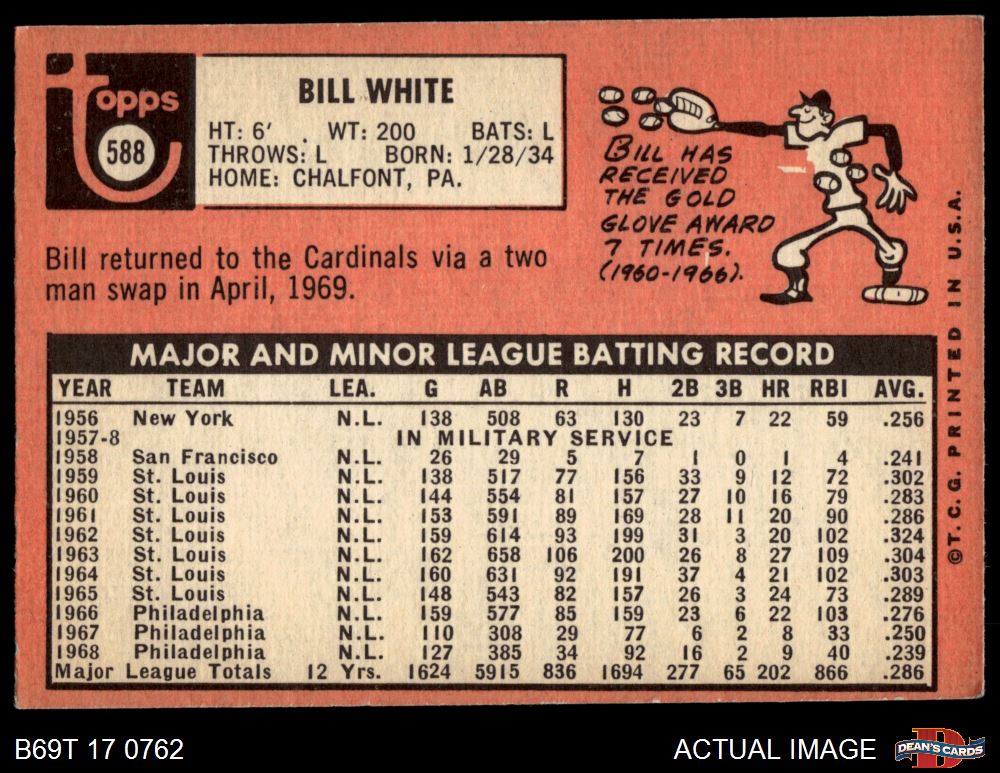 topps
588
BILL WHITE
HT: 6' . WT: 200 BATS: L
THROWS: L BORN: 1/28/34
HOME: CHALFONT, PA.
BILL HAS
RECEIVED
THE GOLD
GLOVE AWARD
7 TIMES.
(1960-1966).
Bill returned to the Cardinals via a two
man swap in April, 1969.
MAJOR AND MINOR LEAGUE BATTING RECORD
YEAR TEAM LEA. G AB R H 2B 3B HR RBI AVG.
1956 New York N.L. 138 508 63 130 23 7 22 59 .256
1957-8 IN MILITARY SERVICE
1958 San Francisco N.L. 26 29 5 7 1 0 1 4 .241
1959 St. Louis N.L. 138 517 77 156 33 9 12 72 .302
1960 St. Louis N.L. 144 554 81 157 27 10 16 79 .283
1961 St. Louis N.L. 153 591 89 169 28 11 20 90 .286
1962 St. Louis N.L. 159 614 93 199 31 3 20 102 .324
1963 St. Louis N.L. 162 658 106 200 26 8 27 109 .304
1964 St. Louis N.L. 160 631 92 191 37 4 21 102 .303
1965 St. Louis N.L. 148 543 82 157 26 3 24 73 .289
1966 Philadelphia N.L. 159 577 85 159 23 6 22 103 .276
1967 Philadelphia N.L. 110 308 29 77 6 2 8 33 .250
1968 Philadelphia N.L. 127 385 34 92 16 2 9 40 .239
Major League Totals 12 Yrs. 1624 5915 836 1694 277 65 202 866 .286
©T.C.G. PRINTED IN U.S.A.
B69T 17 0762
ACTUAL IMAGE
D
DEAN'S CARDS